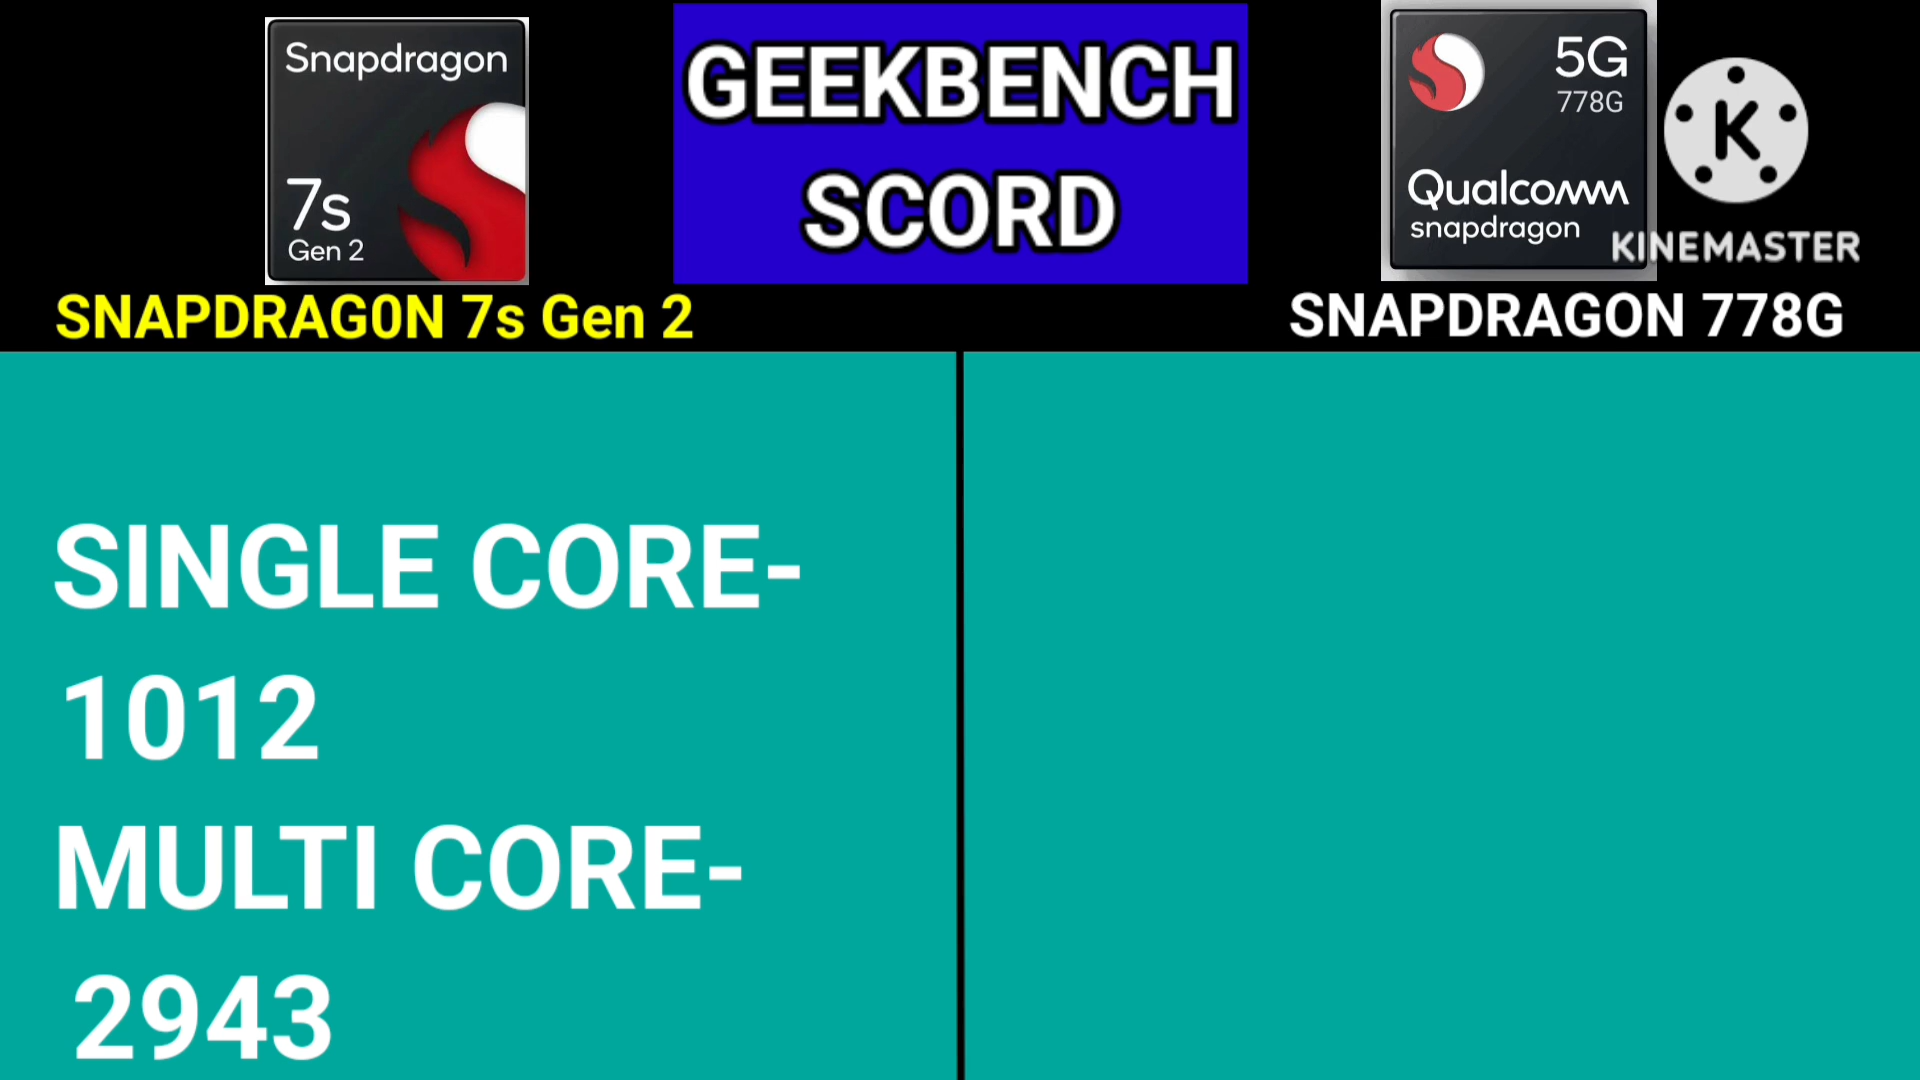 Snapdragon
7s
Gen 2
GEEKBENCH
SCORD
5G
778G
Qualcomm
snapdragon
K
KINEMASTER
SNAPDRAG0N 7s Gen 2
SNAPDRAGON 778G
SINGLE CORE-
1012
MULTI CORE-
2943